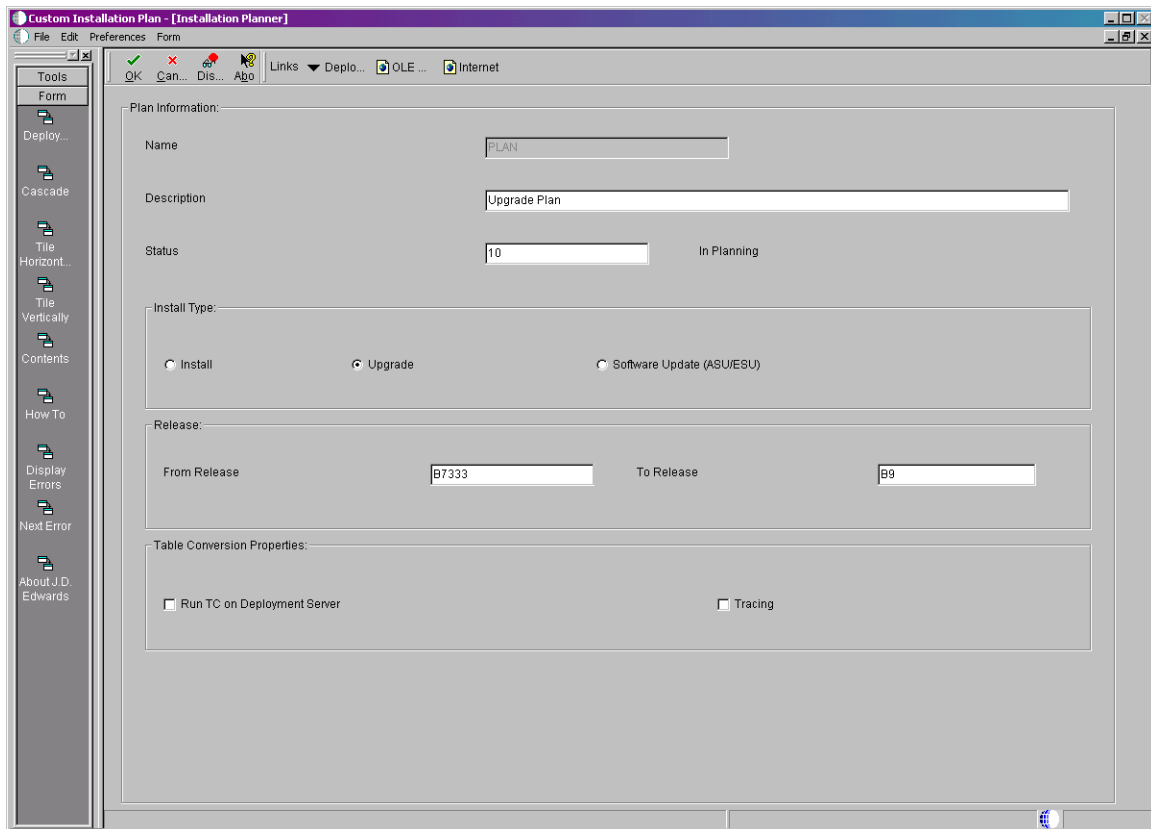 Custom Installation Plan - [Installation Planner]
File Edit Preferences Form
Tools
Form
Deploy...
Cascade
Tile
Horizont...
Tile
Vertically
Contents
How To
Display
Errors
Next Error
About J.D.
Edwards
OK Can... Dis... Abo Links Deplo... OLE ... Internet
Plan Information:
Name PLAN
Description Upgrade Plan
Status 10 In Planning
Install Type:
Install Upgrade Software Update (ASU/ESU)
Release:
From Release B7333 To Release B9
Table Conversion Properties:
Run TC on Deployment Server Tracing